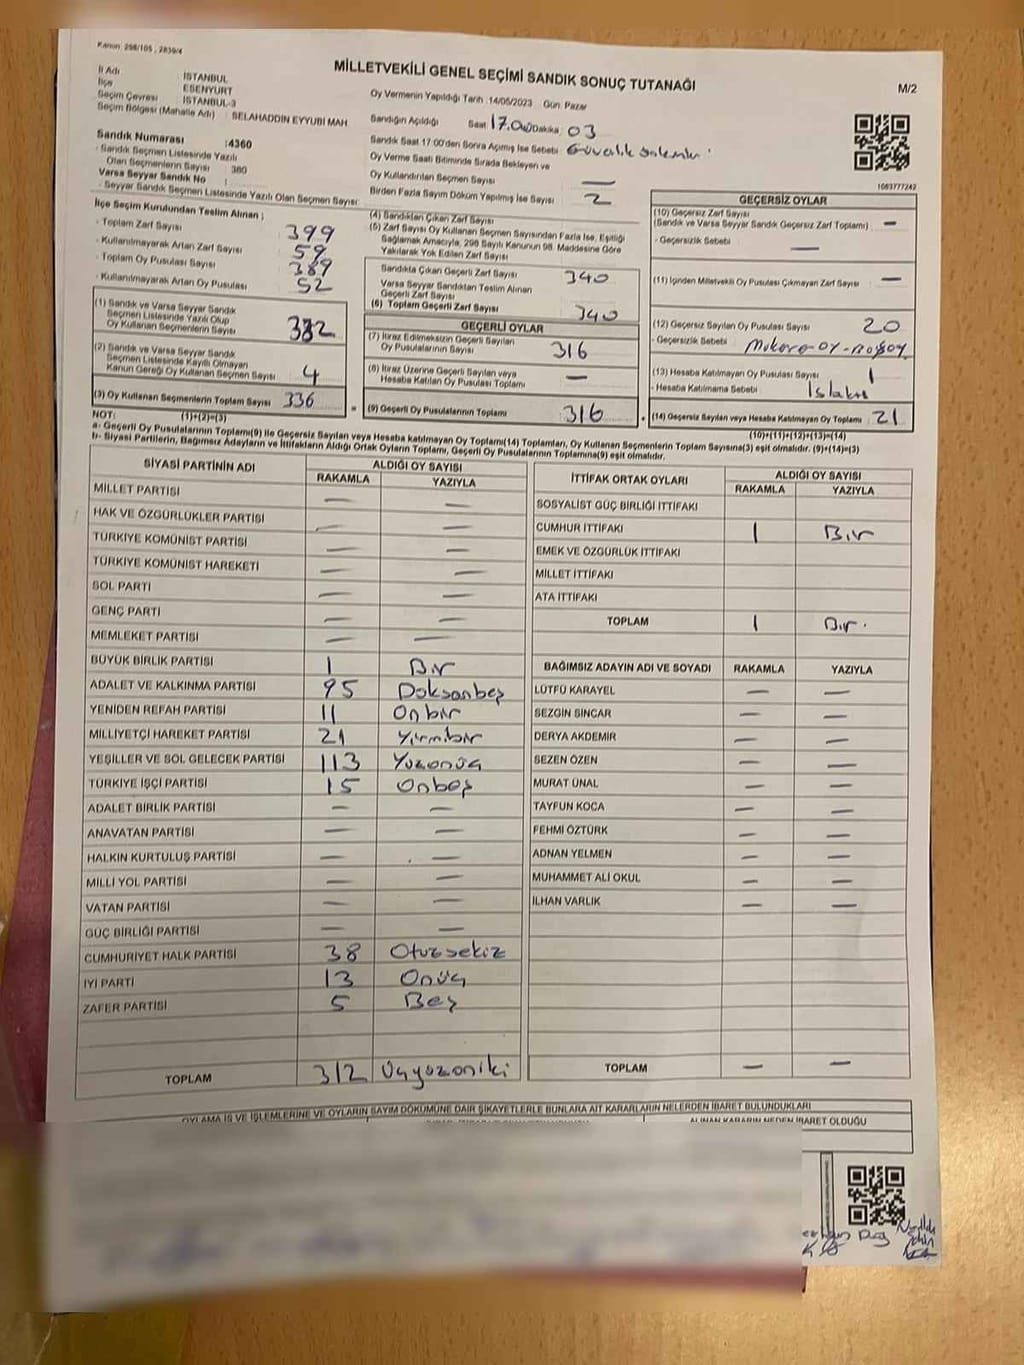 Kanun: 298/105 , 2839/4
MİLLETVEKİLİ GENEL SEÇİMİ SANDIK SONUÇ TUTANAĞI
M/2
İl Adı : İSTANBUL
İlçe : ESENYURT
Seçim Çevresi : İSTANBUL-3
Seçim Bölgesi (Mahalle Adı) : SELAHADDİN EYYUBİ MAH
Oy Vermenin Yapıldığı Tarih :14/05/2023 Gün: Pazar
Sandığın Açıldığı Saat 17.00 Dakika: 03
Sandık Saat 17:00'den Sonra Açılmış İse Sebebi: Güvenlik
Oy Verme Saati Bitiminde Sırada Bekleyen ve
Oy Kullandırılan Seçmen Sayısı —
Birden Fazla Sayım Döküm Yapılmış İse Sayısı 2
1083777242
Sandık Numarası :4360
- Sandık Seçmen Listesinde Yazılı
Olan Seçmenlerin Sayısı : 380
Varsa Seyyar Sandık No :
- Seyyar Sandık Seçmen Listesinde Yazılı Olan Seçmen Sayısı:
İlçe Seçim Kurulundan Teslim Alınan ;
- Toplam Zarf Sayısı 399
- Kullanılmayarak Artan Zarf Sayısı 59
- Toplam Oy Pusulası Sayısı 389
- Kullanılmayarak Artan Oy Pusulası 52
(1) Sandık ve Varsa Seyyar Sandık
Seçmen Listesinde Yazılı Olup
Oy Kullanan Seçmenlerin Sayısı 332
(2) Sandık ve Varsa Seyyar Sandık
Seçmen Listesinde Kayıtlı Olmayan
Kanun Gereği Oy Kullanan Seçmen Sayısı 4
(3) Oy Kullanan Seçmenlerin Toplam Sayısı 336
(1)+(2)=(3)
(4) Sandıktan Çıkan Zarf Sayısı
(5) Zarf Sayısı Oy Kullanan Seçmen Sayısından Fazla İse, Eşitliği
Sağlamak Amacıyla, 298 Sayılı Kanunun 98. Maddesine Göre
Yakılarak Yok Edilen Zarf Sayısı
Sandıkta Çıkan Geçerli Zarf Sayısı 340
Varsa Seyyar Sandıktan Teslim Alınan
Geçerli Zarf Sayısı
(6) Toplam Geçerli Zarf Sayısı 340
GEÇERLİ OYLAR
(7) İtiraz Edilmeksizin Geçerli Sayılan
Oy Pusulalarının Sayısı 316
(8) İtiraz Üzerine Geçerli Sayılan veya
Hesaba Katılan Oy Pusulası Toplamı —
= (9) Geçerli Oy Pusulalarının Toplamı 316
GEÇERSİZ OYLAR
(10) Geçersiz Zarf Sayısı
(Sandık ve Varsa Seyyar Sandık Geçersiz Zarf Toplamı) —
- Geçersizlik Sebebi —
(11) İçinden Milletvekili Oy Pusulası Çıkmayan Zarf Sayısı —
(12) Geçersiz Sayılan Oy Pusulası Sayısı 20
- Geçersizlik Sebebi
(13) Hesaba Katılmayan Oy Pusulası Sayısı 1
- Hesaba Katılmama Sebebi
+ (14) Geçersiz Sayılan veya Hesaba Katılmayan Oy Toplamı 21
(10)+(11)+(12)+(13)=(14)
NOT:
a- Geçerli Oy Pusulalarının Toplamı(9) ile Geçersiz Sayılan veya Hesaba Katılmayan Oy Toplamı(14) Toplamları, Oy Kullanan Seçmenlerin Toplam Sayısına(3) eşit olmalıdır. (9)+(14)=(3)
b- Siyasi Partilerin, Bağımsız Adayların ve İttifakların Aldığı Ortak Oyların Toplamı, Geçerli Oy Pusulalarının Toplamına(9) eşit olmalıdır.
SİYASİ PARTİNİN ADI ALDIĞI OY SAYISI
RAKAMLA YAZIYLA
MİLLET PARTİSİ — —
HAK VE ÖZGÜRLÜKLER PARTİSİ — —
TÜRKİYE KOMÜNİST PARTİSİ — —
TÜRKİYE KOMÜNİST HAREKETİ — —
SOL PARTİ — —
GENÇ PARTİ — —
MEMLEKET PARTİSİ — —
BÜYÜK BİRLİK PARTİSİ 1 Bir
ADALET VE KALKINMA PARTİSİ 95 Doksanbeş
YENİDEN REFAH PARTİSİ 11 Onbir
MİLLİYETÇİ HAREKET PARTİSİ 21 Yirmibir
YEŞİLLER VE SOL GELECEK PARTİSİ 113 Yüzonüç
TÜRKİYE İŞÇİ PARTİSİ 15 Onbeş
ADALET BİRLİK PARTİSİ — —
ANAVATAN PARTİSİ — —
HALKIN KURTULUŞ PARTİSİ — —
MİLLİ YOL PARTİSİ — —
VATAN PARTİSİ — —
GÜÇ BİRLİĞİ PARTİSİ — —
CUMHURİYET HALK PARTİSİ 38 Otuzsekiz
İYİ PARTİ 13 Onüç
ZAFER PARTİSİ 5 Beş
TOPLAM 312 Üçyüzoniki
İTTİFAK ORTAK OYLARI ALDIĞI OY SAYISI
RAKAMLA YAZIYLA
SOSYALİST GÜÇ BİRLİĞİ İTTİFAKI
CUMHUR İTTİFAKI 1 Bir
EMEK VE ÖZGÜRLÜK İTTİFAKI
MİLLET İTTİFAKI
ATA İTTİFAKI
TOPLAM 1 Bir.
BAĞIMSIZ ADAYIN ADI VE SOYADI RAKAMLA YAZIYLA
LÜTFÜ KARAYEL — —
SEZGİN SİNCAR — —
DERYA AKDEMİR — —
SEZEN ÖZEN — —
MURAT ÜNAL — —
TAYFUN KOCA — —
FEHMİ ÖZTÜRK — —
ADNAN YELMEN — —
MUHAMMET ALİ OKUL — —
İLHAN VARLIK — —
TOPLAM — —
OYLAMA İŞ VE İŞLEMLERİNE VE OYLARIN SAYIM DÖKÜMÜNE DAİR ŞİKAYETLERLE BUNLARA AİT KARARLARIN NELERDEN İBARET BULUNDUKLARI
ALINAN KARARIN NEDEN İBARET OLDUĞU